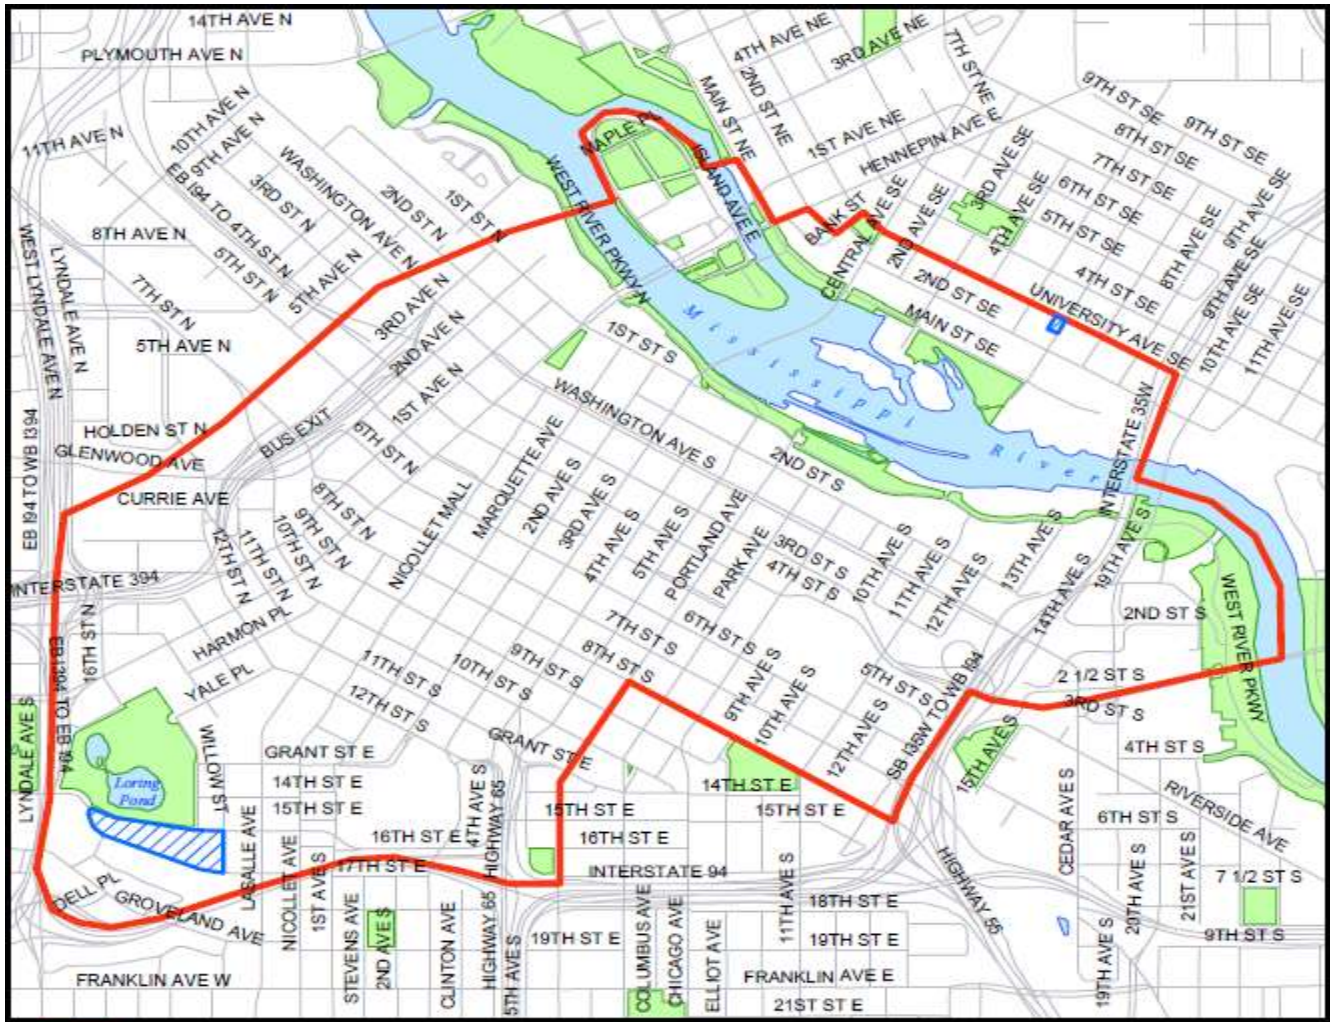 14TH AVE N
PLYMOUTH AVE N
11TH AVE N
10TH AVE N
9TH AVE N
EB I94 TO 4TH ST N
3RD ST N
WASHINGTON AVE N
2ND ST N
1ST ST N
8TH AVE N
5TH ST N
5TH AVE N
7TH ST N
5TH AVE N
WEST LYNDALE AVE N
LYNDALE AVE N
3RD AVE N
2ND AVE N
1ST AVE N
HOLDEN ST N
GLENWOOD AVE
CURRIE AVE
BUS EXIT
6TH ST N
8TH ST N
9TH ST N
10TH ST N
11TH ST N
12TH ST N
EB I94 TO WB I394
INTERSTATE 394
16TH ST N
EB I394 TO EB I94
LYNDALE AVE S
HARMON PL
YALE PL
WILLOW ST
Loring
Pond
MAPLE PL
ISLAND AVE E
WEST RIVER PKWY N
MAIN ST NE
2ND ST NE
4TH AVE NE
3RD AVE NE
7TH ST NE
1ST AVE NE
HENNEPIN AVE E
BANK ST
CENTRAL AVE SE
2ND AVE SE
3RD AVE SE
4TH AVE SE
9TH ST SE
9TH ST SE
8TH ST SE
7TH ST SE
6TH ST SE
5TH ST SE
4TH ST SE
8TH AVE SE
9TH AVE SE
9TH AVE SE
10TH AVE SE
11TH AVE SE
2ND ST SE
MAIN ST SE
UNIVERSITY AVE SE
INTERSTATE 35W
Mississippi River
1ST ST S
WASHINGTON AVE S
2ND ST S
NICOLLET MALL
MARQUETTE AVE
2ND AVE S
3RD AVE S
4TH AVE S
5TH AVE S
PORTLAND AVE
PARK AVE
3RD ST S
4TH ST S
10TH AVE S
11TH AVE S
12TH AVE S
13TH AVE S
14TH AVE S
19TH AVE S
2ND ST S
WEST RIVER PKWY
2 1/2 ST S
3RD ST S
4TH ST S
6TH ST S
RIVERSIDE AVE
7 1/2 ST S
9TH ST S
7TH ST S
6TH ST S
8TH ST S
9TH ST S
10TH ST S
11TH ST S
12TH ST S
5TH ST S
9TH AVE S
10TH AVE S
12TH AVE S
SB I35W TO WB I94
15TH AVE S
CEDAR AVE S
GRANT ST E
GRANT ST E
14TH ST E
15TH ST E
16TH ST E
17TH ST E
4TH AVE S
HIGHWAY 65
14TH ST E
15TH ST E
15TH ST E
16TH ST E
INTERSTATE 94
DELL PL
GROVELAND AVE
LASALLE AVE
NICOLLET AVE
1ST AVE S
STEVENS AVE
2ND AVE S
CLINTON AVE
HIGHWAY 65
5TH AVE S
19TH ST E
COLUMBUS AVE
CHICAGO AVE
ELLIOT AVE
11TH AVE S
18TH ST E
19TH ST E
FRANKLIN AVE E
21ST ST E
FRANKLIN AVE W
HIGHWAY 55
19TH AVE S
20TH AVE S
21ST AVE S